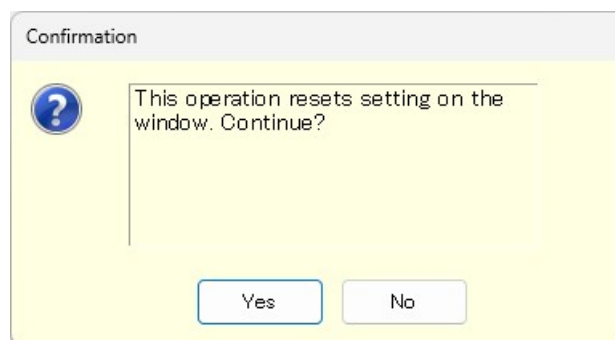 Confirmation
This operation resets setting on the
window. Continue?
Yes
No